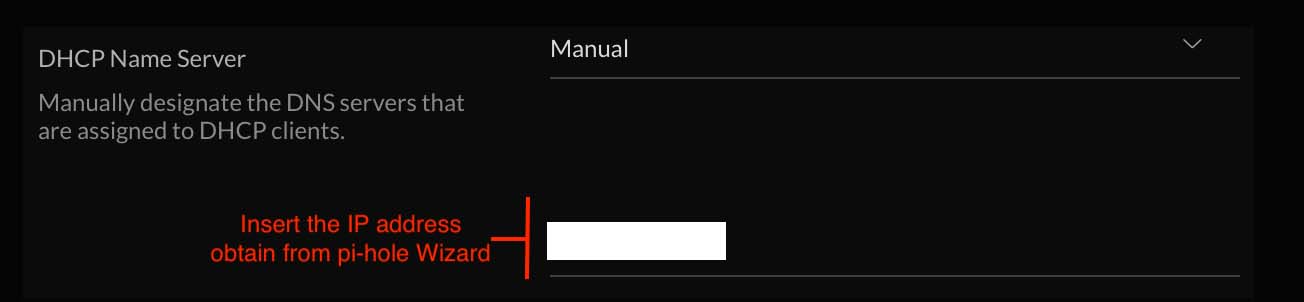 Manual
DHCP Name Server
Manually designate the DNS servers that
are assigned to DHCP clients.
Insert the IP address
obtain from pi-hole Wizard